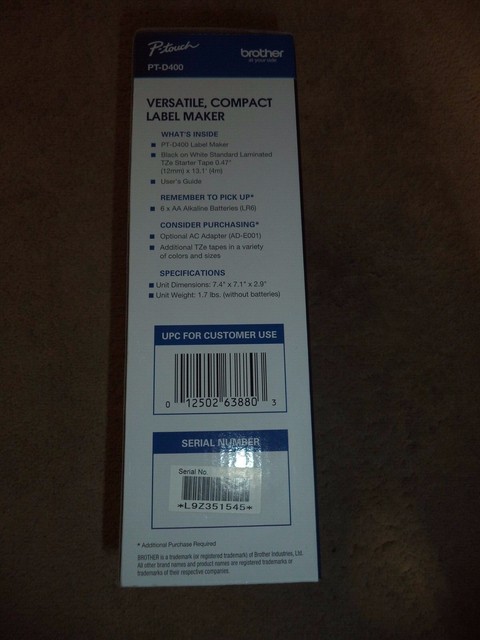 P-touch
brother
at your side
PT-D400
VERSATILE, COMPACT
LABEL MAKER
WHAT'S INSIDE
■ PT-D400 Label Maker
■ Black on White Standard Laminated
TZe Starter Tape 0.47"
(12mm) x 13.1' (4m)
■ User's Guide
REMEMBER TO PICK UP*
■ 6 x AA Alkaline Batteries (LR6)
CONSIDER PURCHASING*
■ Optional AC Adapter (AD-E001)
■ Additional TZe tapes in a variety
of colors and sizes
SPECIFICATIONS
■ Unit Dimensions: 7.4" x 7.1" x 2.9"
■ Unit Weight: 1.7 lbs. (without batteries)
UPC FOR CUSTOMER USE
0 12502 63880 3
SERIAL NUMBER
Serial No.
*L9Z351545*
* Additional Purchase Required
BROTHER is a trademark (or registered trademark) of Brother Industries, Ltd.
All other brand names and product names are registered trademarks or
trademarks of their respective companies.